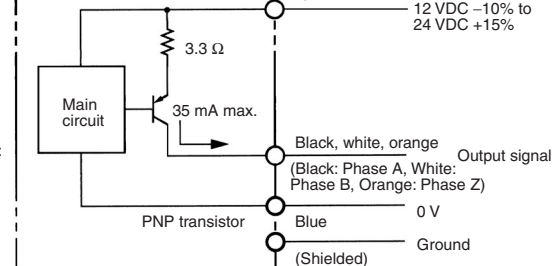 12 VDC −10% to
24 VDC +15%
3.3 Ω
Main
circuit
35 mA max.
Black, white, orange
Output signal
(Black: Phase A, White:
Phase B, Orange: Phase Z)
0 V
PNP transistor
Blue
Ground
(Shielded)